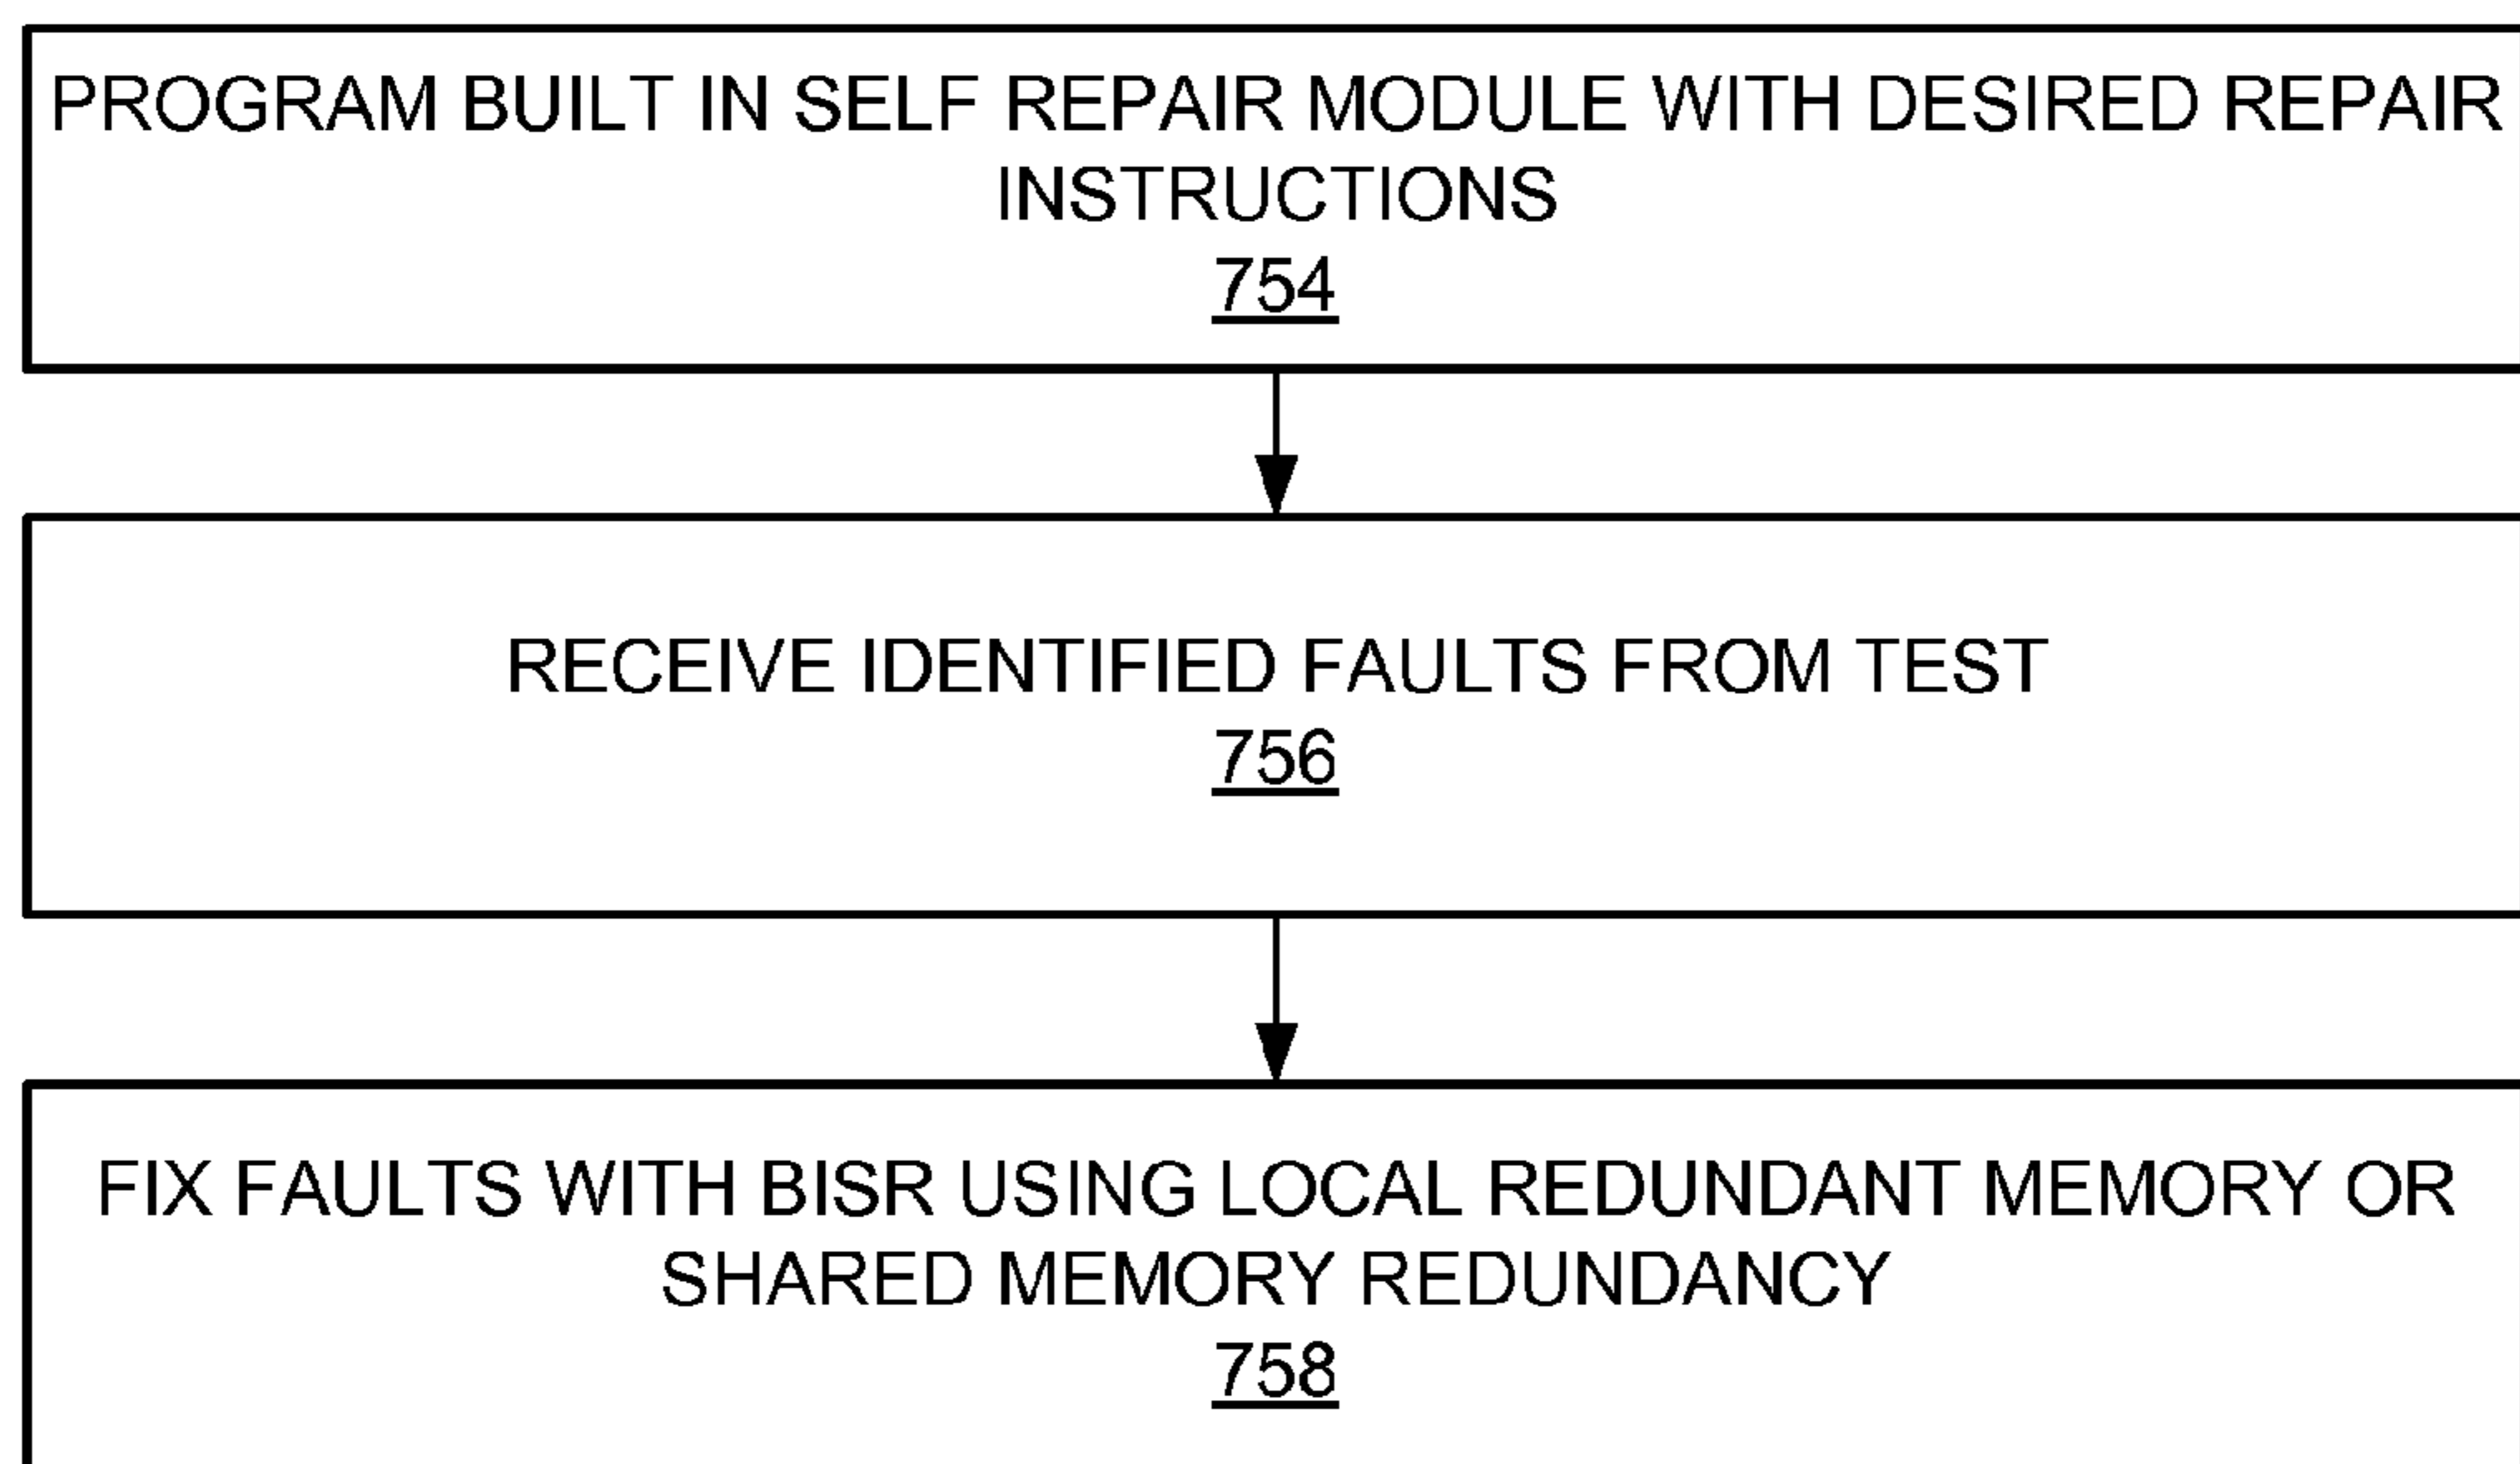 PROGRAM BUILT IN SELF REPAIR MODULE WITH DESIRED REPAIR
INSTRUCTIONS
754
RECEIVE IDENTIFIED FAULTS FROM TEST
756
FIX FAULTS WITH BISR USING LOCAL REDUNDANT MEMORY OR
SHARED MEMORY REDUNDANCY
758